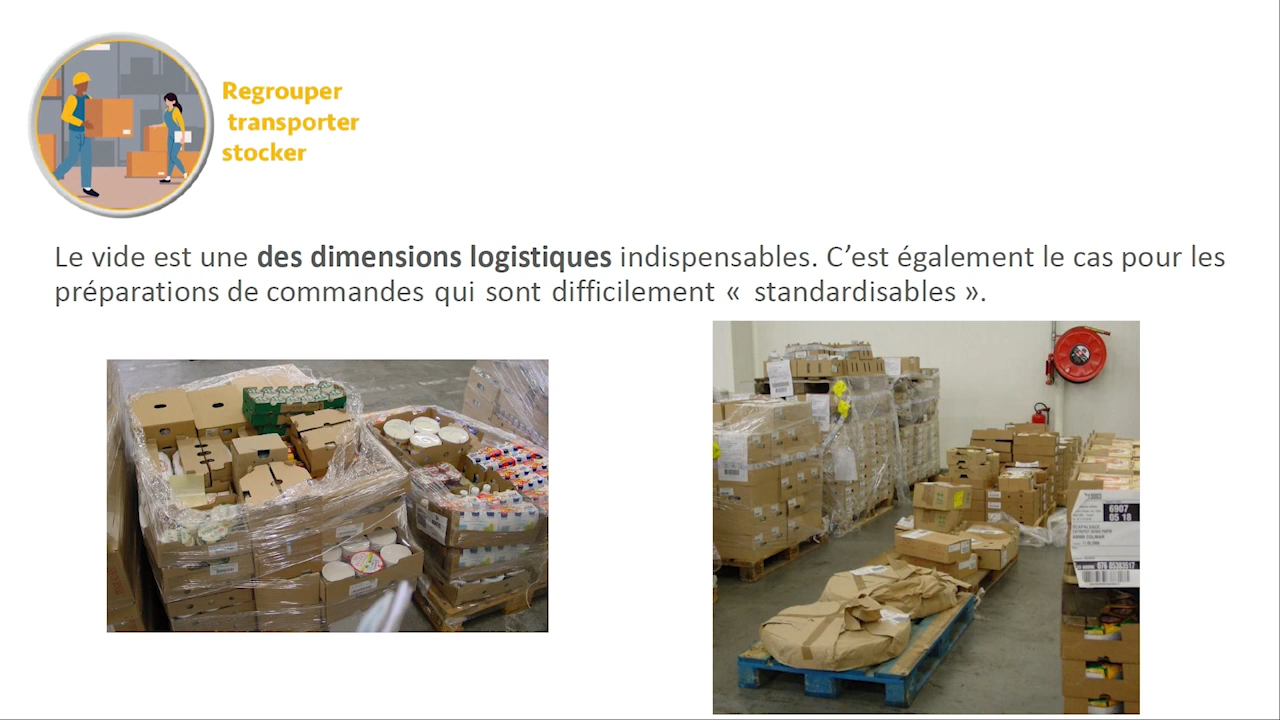 Regrouper
transporter
stocker
Le vide est une des dimensions logistiques indispensables. C’est également le cas pour les
préparations de commandes qui sont difficilement « standardisables ».
6907
05 18